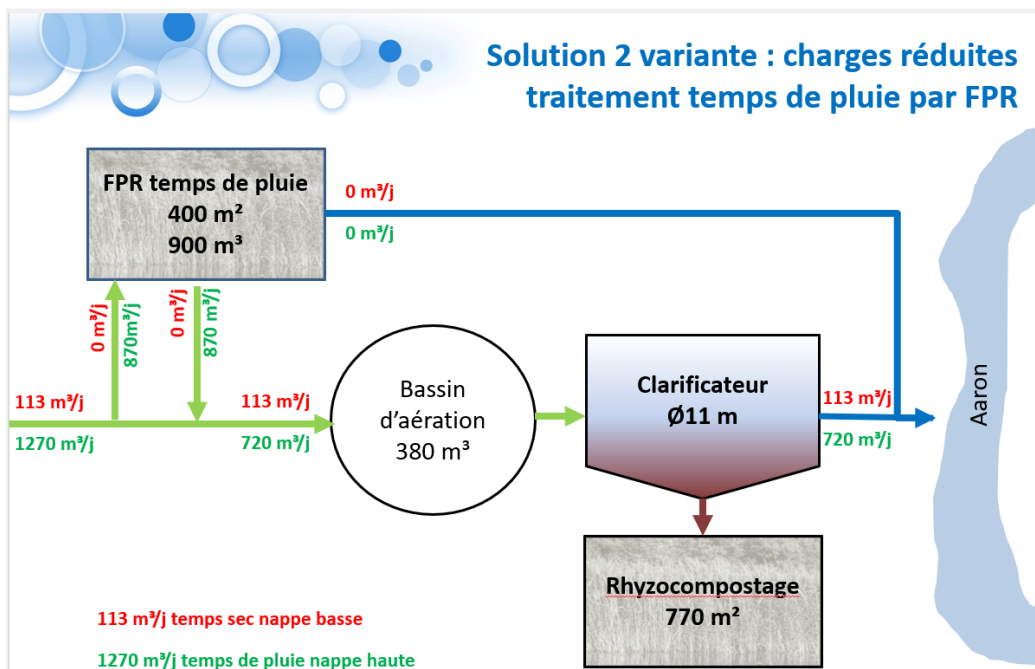 Solution 2 variante : charges réduites
traitement temps de pluie par FPR
FPR temps de pluie
400 m²
900 m³
0 m³/j
0 m³/j
0 m³/j
870m³/j
0 m³/j
870 m³/j
113 m³/j
1270 m³/j
113 m³/j
720 m³/j
Bassin
d’aération
380 m³
Clarificateur
Ø11 m
113 m³/j
720 m³/j
Aaron
Rhyzocompostage
770 m²
113 m³/j temps sec nappe basse
1270 m³/j temps de pluie nappe haute